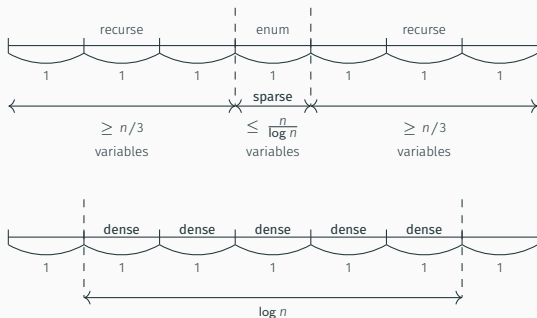 recurse enum recurse
1 1 1 1 1 1 1
sparse
≥ n/3 ≤ n/log n ≥ n/3
variables variables variables
dense dense dense dense dense
1 1 1 1 1 1 1
log n